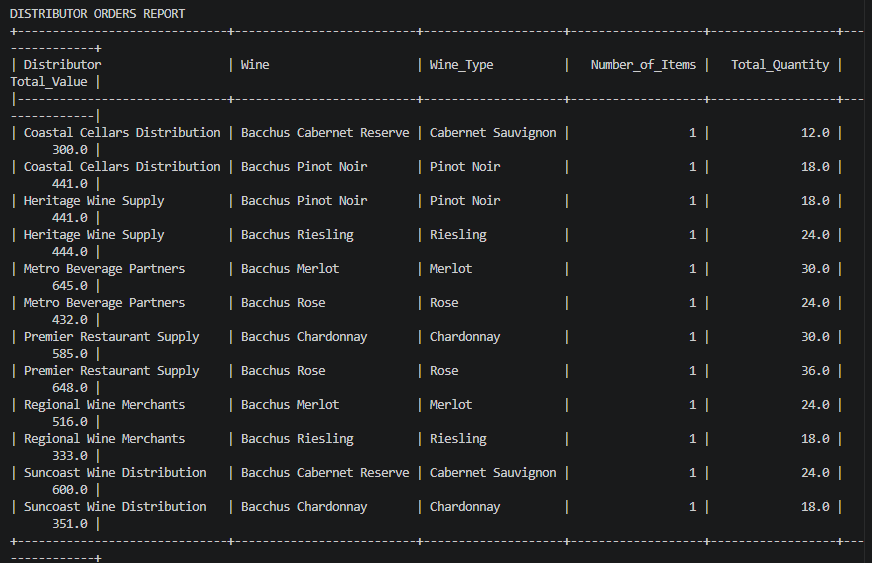 DISTRIBUTOR ORDERS REPORT
+------------------------------+--------------------------+--------------------+-------------------+------------------+---
------------+
| Distributor                  | Wine                     | Wine_Type          |   Number_of_Items |   Total_Quantity |
Total_Value |
|------------------------------+--------------------------+--------------------+-------------------+------------------+---
------------|
| Coastal Cellars Distribution | Bacchus Cabernet Reserve | Cabernet Sauvignon |                 1 |             12.0 |
      300.0 |
| Coastal Cellars Distribution | Bacchus Pinot Noir       | Pinot Noir         |                 1 |             18.0 |
      441.0 |
| Heritage Wine Supply         | Bacchus Pinot Noir       | Pinot Noir         |                 1 |             18.0 |
      441.0 |
| Heritage Wine Supply         | Bacchus Riesling         | Riesling           |                 1 |             24.0 |
      444.0 |
| Metro Beverage Partners      | Bacchus Merlot           | Merlot             |                 1 |             30.0 |
      645.0 |
| Metro Beverage Partners      | Bacchus Rose             | Rose               |                 1 |             24.0 |
      432.0 |
| Premier Restaurant Supply    | Bacchus Chardonnay       | Chardonnay         |                 1 |             30.0 |
      585.0 |
| Premier Restaurant Supply    | Bacchus Rose             | Rose               |                 1 |             36.0 |
      648.0 |
| Regional Wine Merchants      | Bacchus Merlot           | Merlot             |                 1 |             24.0 |
      516.0 |
| Regional Wine Merchants      | Bacchus Riesling         | Riesling           |                 1 |             18.0 |
      333.0 |
| Suncoast Wine Distribution   | Bacchus Cabernet Reserve | Cabernet Sauvignon |                 1 |             24.0 |
      600.0 |
| Suncoast Wine Distribution   | Bacchus Chardonnay       | Chardonnay         |                 1 |             18.0 |
      351.0 |
+------------------------------+--------------------------+--------------------+-------------------+------------------+---
------------+